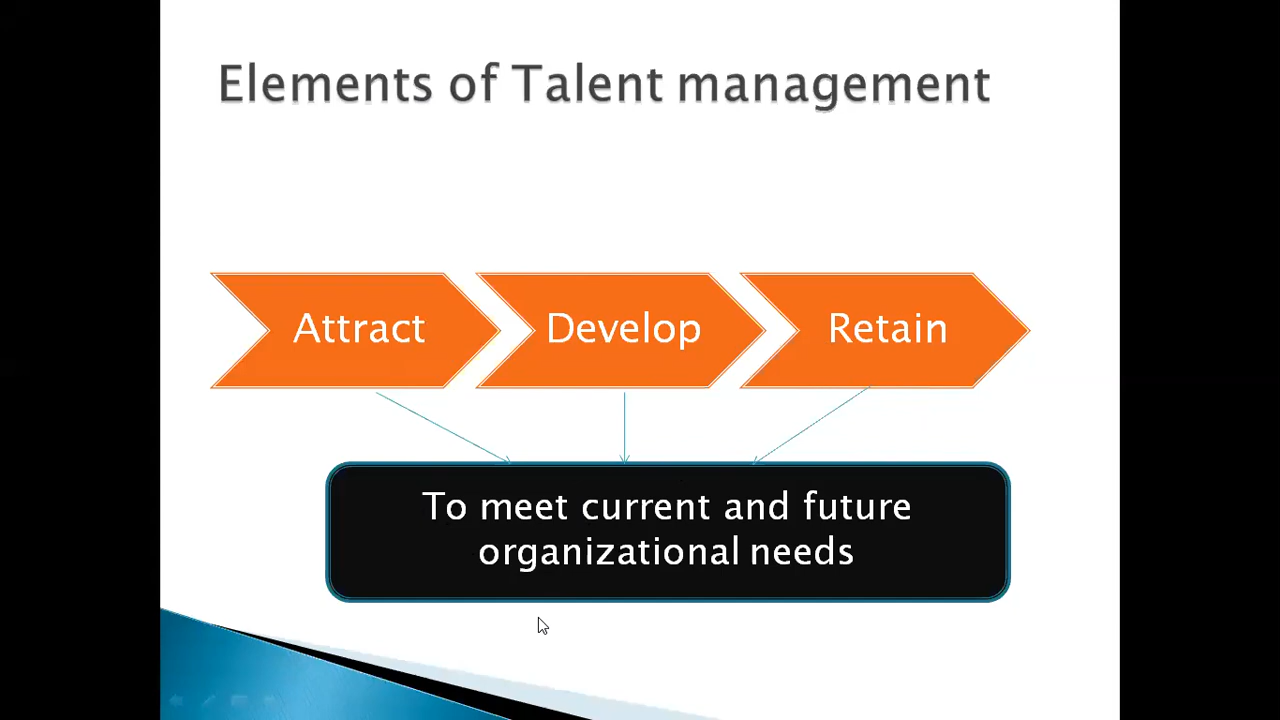 Elements of Talent management
Attract
Develop
Retain
To meet current and future
organizational needs